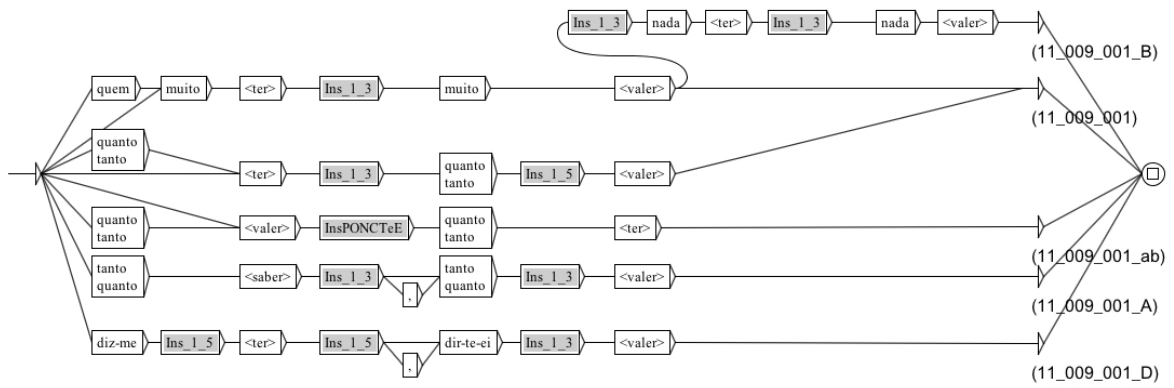 Ins_1_3 nada <ter> Ins_1_3 nada <valer>
(11_009_001_B)
quem muito <ter> Ins_1_3 muito <valer>
(11_009_001)
quanto
tanto
<ter> Ins_1_3
quanto
tanto
Ins_1_5 <valer>
quanto
tanto
<valer> InsPONCTeE
quanto
tanto
<ter>
(11_009_001_ab)
tanto
quanto
<saber> Ins_1_3
,
tanto
quanto
Ins_1_3 <valer>
(11_009_001_A)
diz-me Ins_1_5 <ter> Ins_1_5
,
dir-te-ei Ins_1_3 <valer>
(11_009_001_D)